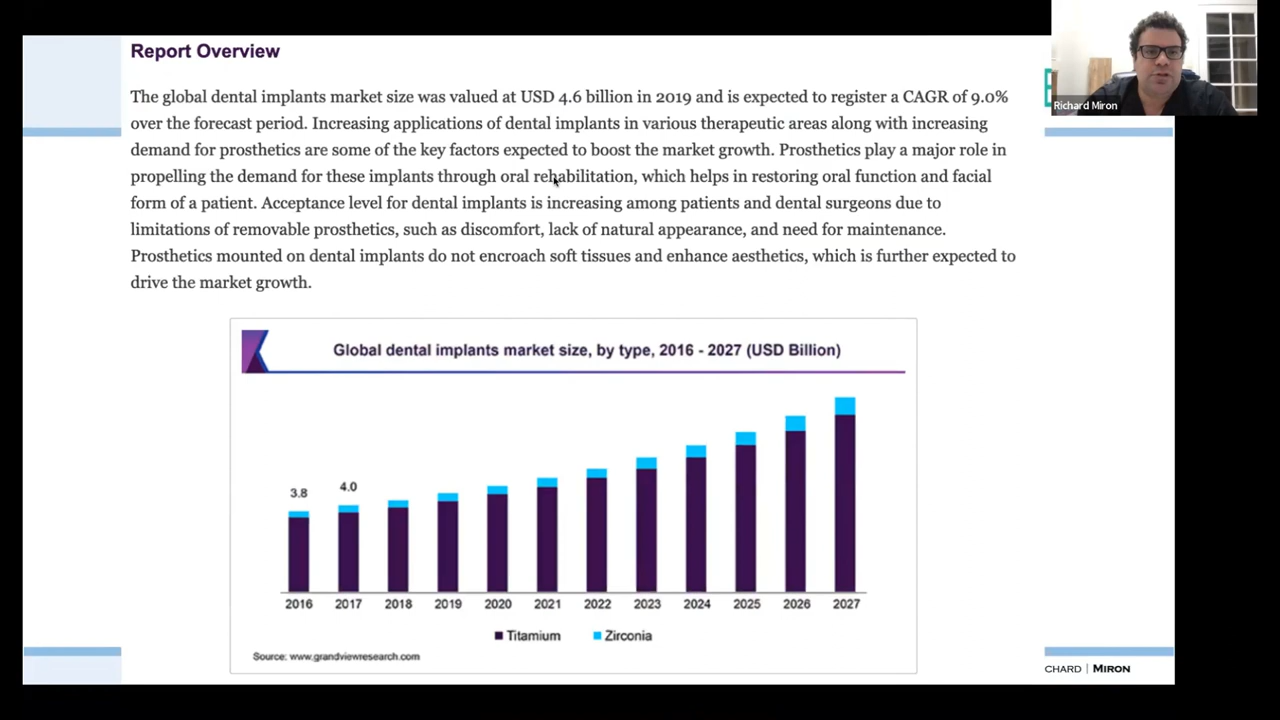 Report Overview
The global dental implants market size was valued at USD 4.6 billion in 2019 and is expected to register a CAGR of 9.0%
over the forecast period. Increasing applications of dental implants in various therapeutic areas along with increasing
demand for prosthetics are some of the key factors expected to boost the market growth. Prosthetics play a major role in
propelling the demand for these implants through oral rehabilitation, which helps in restoring oral function and facial
form of a patient. Acceptance level for dental implants is increasing among patients and dental surgeons due to
limitations of removable prosthetics, such as discomfort, lack of natural appearance, and need for maintenance.
Prosthetics mounted on dental implants do not encroach soft tissues and enhance aesthetics, which is further expected to
drive the market growth.
Richard Miron
Global dental implants market size, by type, 2016 - 2027 (USD Billion)
3.8 4.0
2016 2017 2018 2019 2020 2021 2022 2023 2024 2025 2026 2027
Titamium Zirconia
Source: www.grandviewresearch.com
CHARD | MIRON